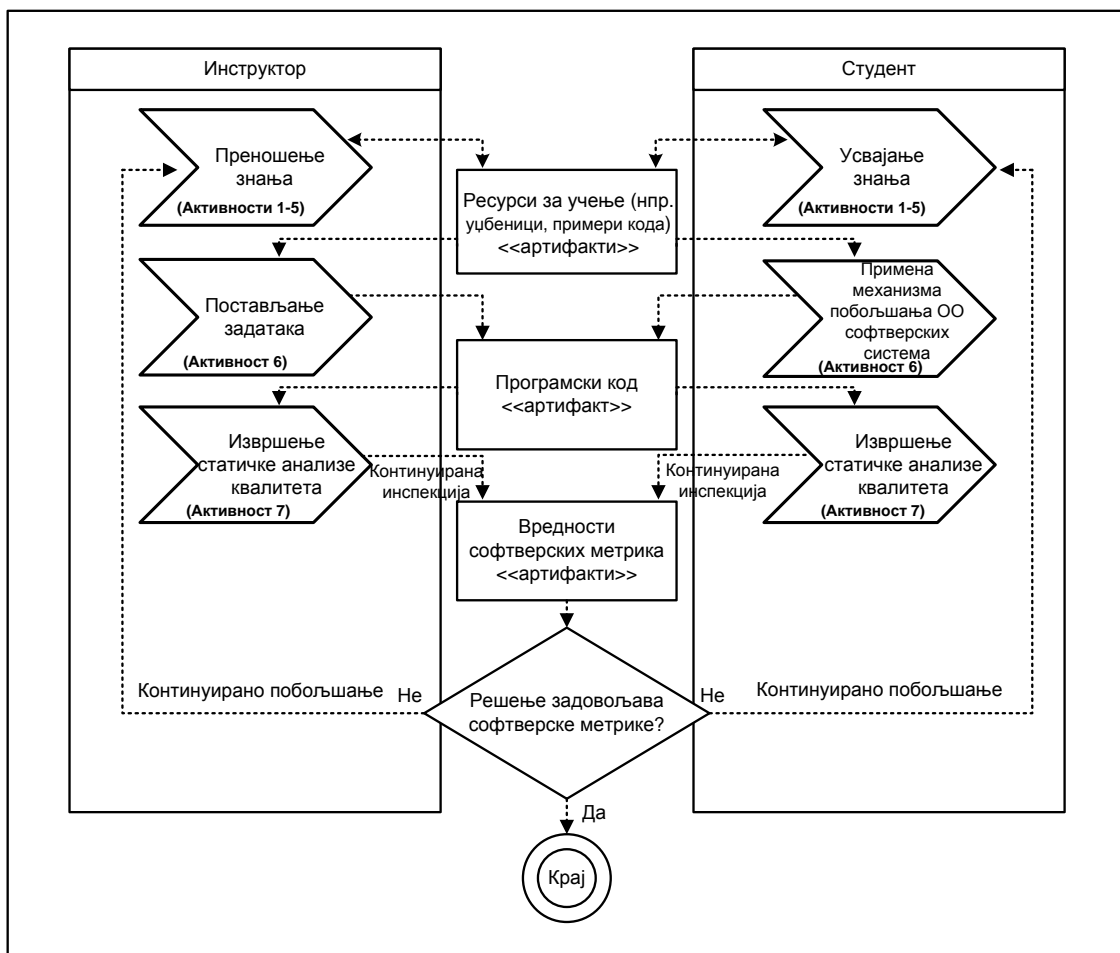 Инструктор
Студент
Преношење
знања
(Активности 1-5)
Усвајање
знања
(Активности 1-5)
Ресурси за учење (нпр.
уџбеници, примери кода)
<<артифакти>>
Постављање
задатака
(Активност 6)
Примена
механизма
побољшања ОО
софтверских
система
(Активност 6)
Програмски код
<<артифакт>>
Извршење
статичке анализе
квалитета
(Активност 7)
Континуирана
инспекција
Континуирана
инспекција
Извршење
статичке анализе
квалитета
(Активност 7)
Вредности
софтверских метрика
<<артифакти>>
Континуирано побољшање
Не
Решење задовољава
софтверске метрике?
Не
Континуирано побољшање
Да
Крај